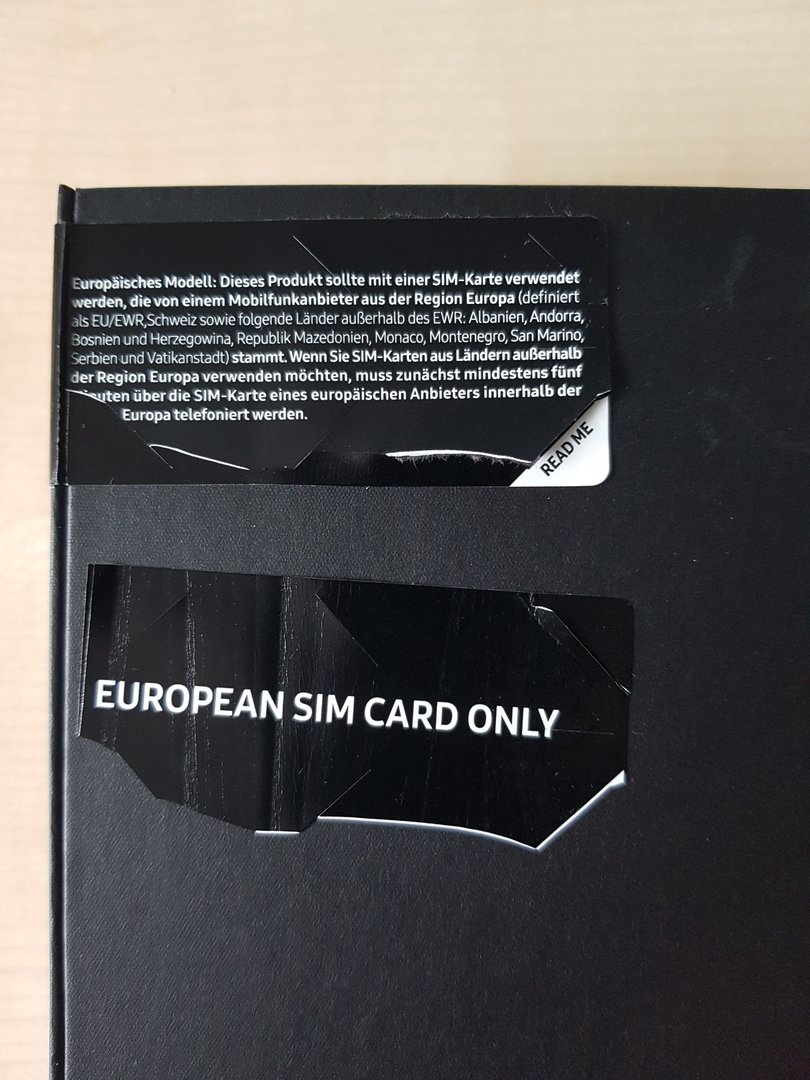 Europäisches Modell: Dieses Produkt sollte mit einer SIM-Karte verwendet
werden, die von einem Mobilfunkanbieter aus der Region Europa (definiert
als EU/EWR,Schweiz sowie folgende Länder außerhalb des EWR: Albanien, Andorra,
Bosnien und Herzegowina, Republik Mazedonien, Monaco, Montenegro, San Marino,
Serbien und Vatikanstadt) stammt. Wenn Sie SIM-Karten aus Ländern außerhalb
der Region Europa verwenden möchten, muss zunächst mindestens fünf
über die SIM-Karte eines europäischen Anbieters innerhalb der
Europa telefoniert werden.
READ ME
EUROPEAN SIM CARD ONLY